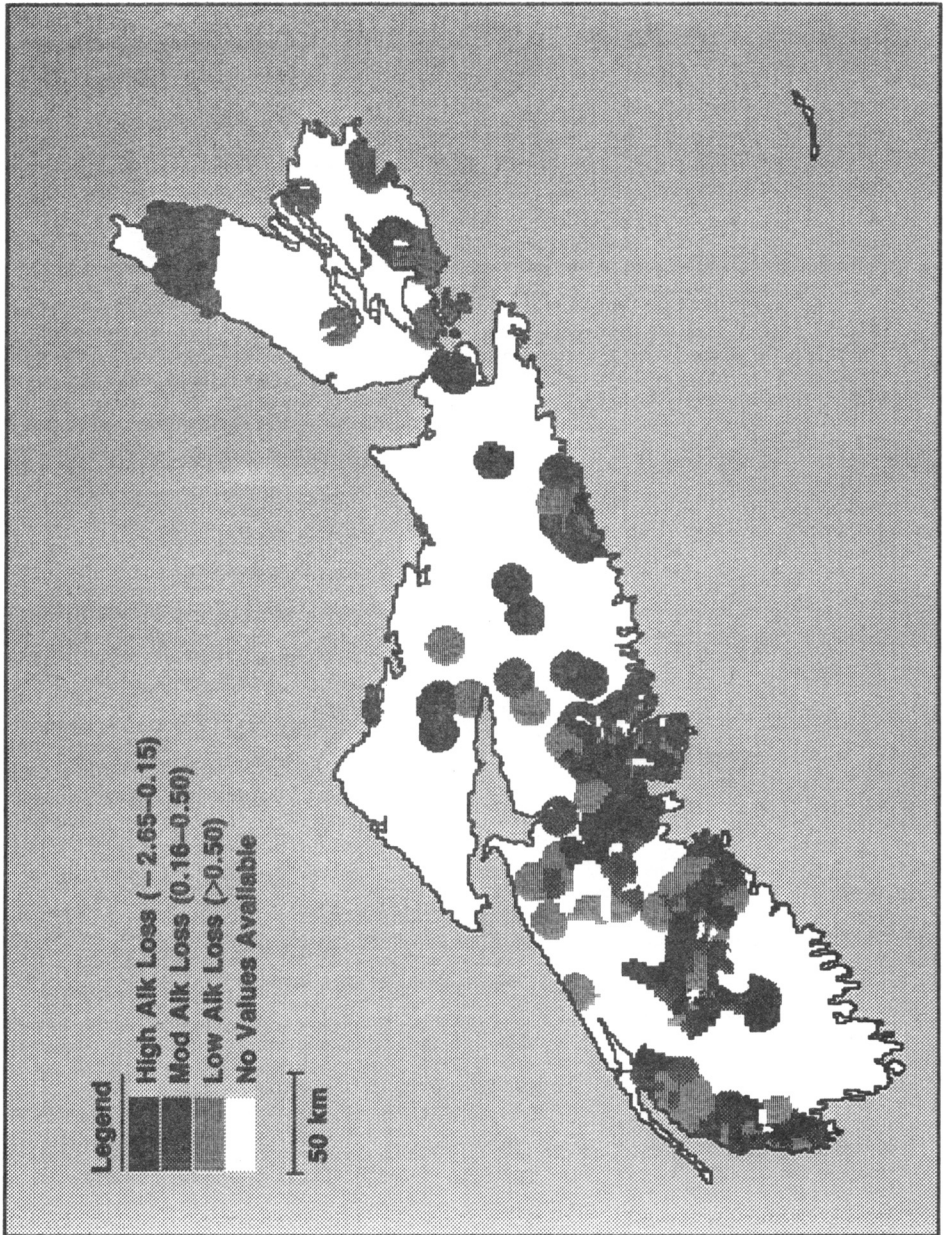 Legend
High Alk Loss (−2.65–0.15)
Mod Alk Loss (0.16–0.50)
Low Alk Loss (>0.50)
No Values Available
50 km